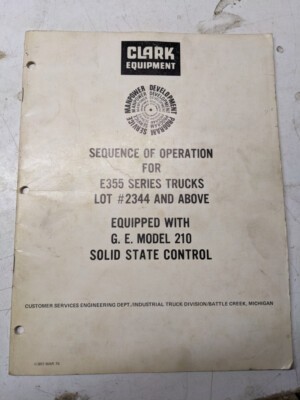 CLARK
EQUIPMENT
MANPOWER DEVELOPMENT
PROGRAM SERVICE
SEQUENCE OF OPERATION
FOR
E355 SERIES TRUCKS
LOT #2344 AND ABOVE
EQUIPPED WITH
G. E. MODEL 210
SOLID STATE CONTROL
CUSTOMER SERVICES ENGINEERING DEPT., INDUSTRIAL TRUCK DIVISION/BATTLE CREEK, MICHIGAN